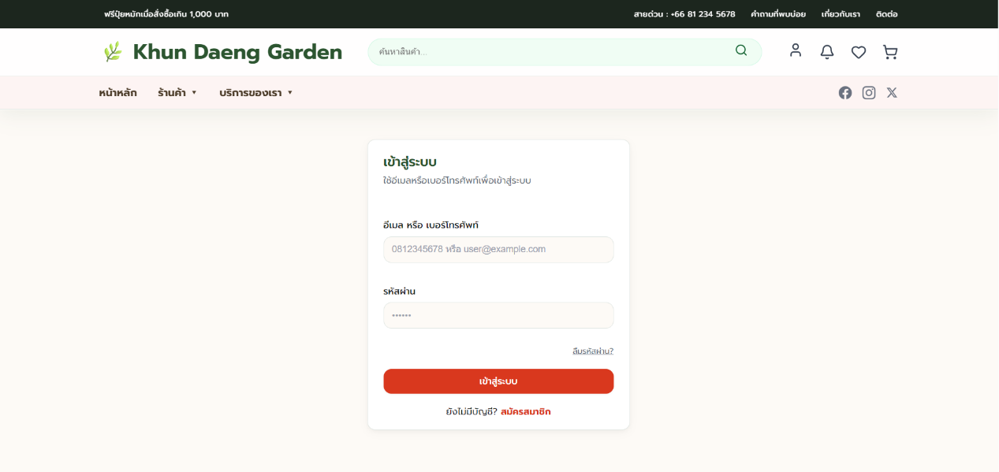 ฟรีปุ๋ยหมักเมื่อสั่งซื้อเกิน 1,000 บาท
สายด่วน : +66 81 234 5678 คำถามที่พบบ่อย เกี่ยวกับเรา ติดต่อ
Khun Daeng Garden
ค้นหาสินค้า...
หน้าหลัก ร้านค้า ▼ บริการของเรา ▼
เข้าสู่ระบบ
ใช้อีเมลหรือเบอร์โทรศัพท์เพื่อเข้าสู่ระบบ
อีเมล หรือ เบอร์โทรศัพท์
0812345678 หรือ user@example.com
รหัสผ่าน
••••••
ลืมรหัสผ่าน?
เข้าสู่ระบบ
ยังไม่มีบัญชี? สมัครสมาชิก